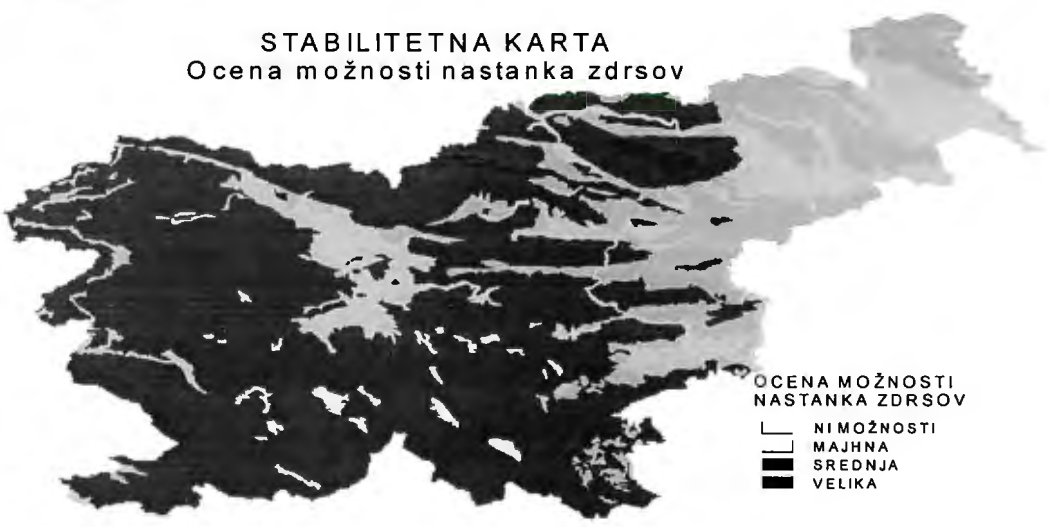 STABILITETNA KARTA
Ocena možnosti nastanka zdrsov
OCENA MOŽNOSTI
NASTANKA ZDRSOV
NI MOŽNOSTI
MAJHNA
SREDNJA
VELIKA